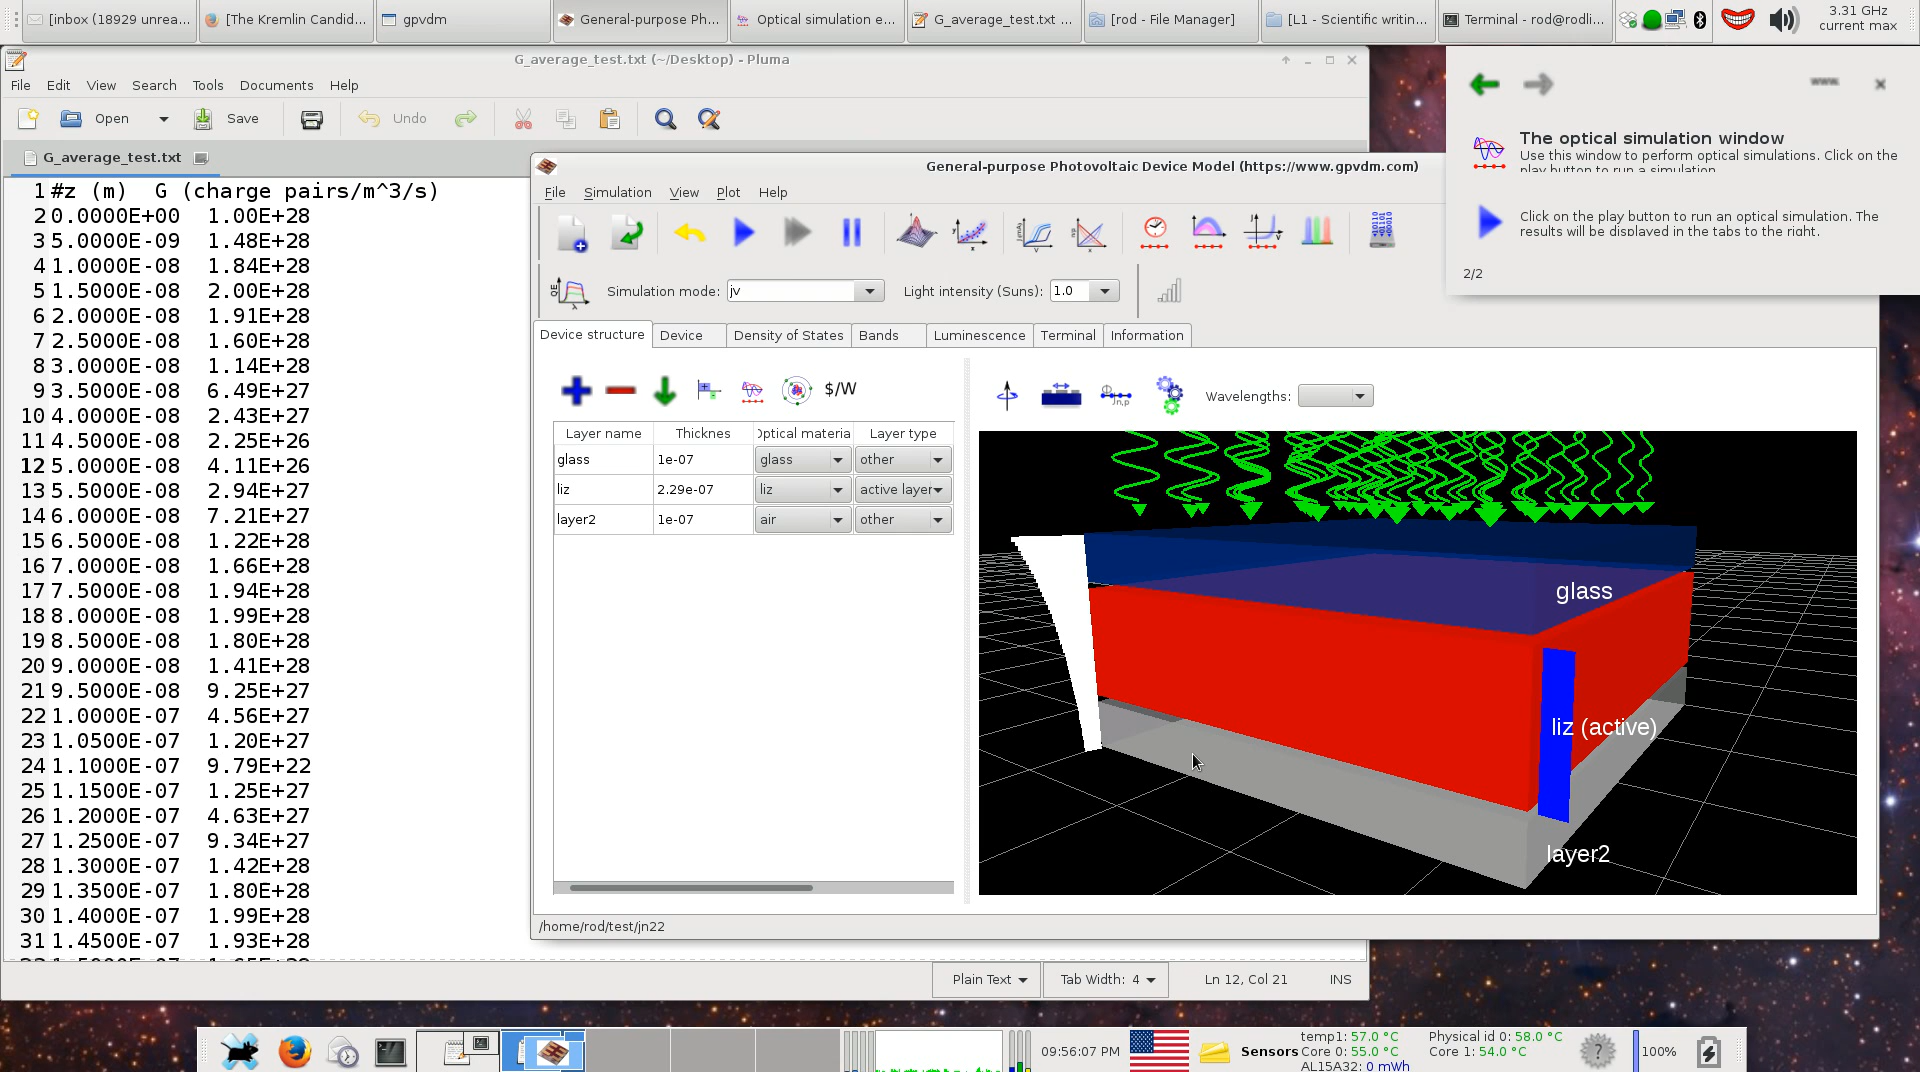 [inbox (18929 unrea...
[The Kremlin Candid...
gpvdm
General-purpose Ph...
Optical simulation e...
G_average_test.txt ...
[rod - File Manager]
[L1 - Scientific writin...
Terminal - rod@rodli...
3.31 GHz
current max
G_average_test.txt (~/Desktop) - Pluma
File Edit View Search Tools Documents Help
Open Save Undo
G_average_test.txt
1 #z (m) G (charge pairs/m^3/s)
2 0.0000E+00 1.00E+28
3 5.0000E-09 1.48E+28
4 1.0000E-08 1.84E+28
5 1.5000E-08 2.00E+28
6 2.0000E-08 1.91E+28
7 2.5000E-08 1.60E+28
8 3.0000E-08 1.14E+28
9 3.5000E-08 6.49E+27
10 4.0000E-08 2.43E+27
11 4.5000E-08 2.25E+26
12 5.0000E-08 4.11E+26
13 5.5000E-08 2.94E+27
14 6.0000E-08 7.21E+27
15 6.5000E-08 1.22E+28
16 7.0000E-08 1.66E+28
17 7.5000E-08 1.94E+28
18 8.0000E-08 1.99E+28
19 8.5000E-08 1.80E+28
20 9.0000E-08 1.41E+28
21 9.5000E-08 9.25E+27
22 1.0000E-07 4.56E+27
23 1.0500E-07 1.20E+27
24 1.1000E-07 9.79E+22
25 1.1500E-07 1.25E+27
26 1.2000E-07 4.63E+27
27 1.2500E-07 9.34E+27
28 1.3000E-07 1.42E+28
29 1.3500E-07 1.80E+28
30 1.4000E-07 1.99E+28
31 1.4500E-07 1.93E+28
Plain Text Tab Width: 4 Ln 12, Col 21 INS
General-purpose Photovoltaic Device Model (https://www.gpvdm.com)
File Simulation View Plot Help
Simulation mode: jv Light intensity (Suns): 1.0
Device structure Device Density of States Bands Luminescence Terminal Information
$/W
Wavelengths:
Layer name Thicknes Optical materia Layer type
glass 1e-07 glass other
liz 2.29e-07 liz active layer
layer2 1e-07 air other
glass
liz (active)
layer2
/home/rod/test/jn22
www.
The optical simulation window
Use this window to perform optical simulations. Click on the
play button to run a simulation
Click on the play button to run an optical simulation. The
results will be displayed in the tabs to the right.
2/2
09:56:07 PM
Sensors
temp1: 57.0 °C
Core 0: 55.0 °C
AL15A32: 0 mWh
Physical id 0: 58.0 °C
Core 1: 54.0 °C
100%